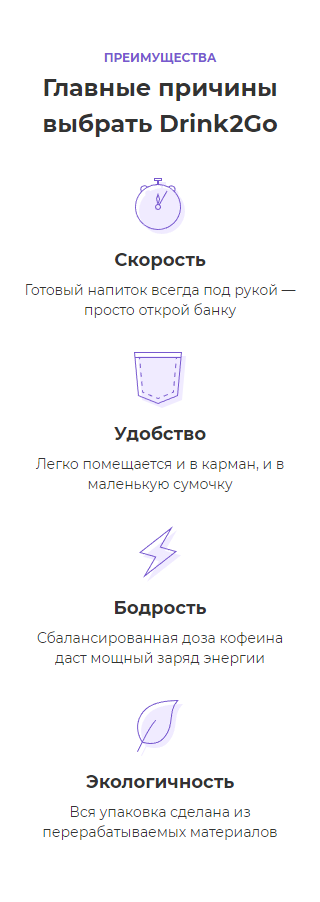 ПРЕИМУЩЕСТВА
Главные причины
выбрать Drink2Go
Скорость
Готовый напиток всегда под рукой —
просто открой банку
Удобство
Легко помещается и в карман, и в
маленькую сумочку
Бодрость
Сбалансированная доза кофеина
даст мощный заряд энергии
Экологичность
Вся упаковка сделана из
перерабатываемых материалов